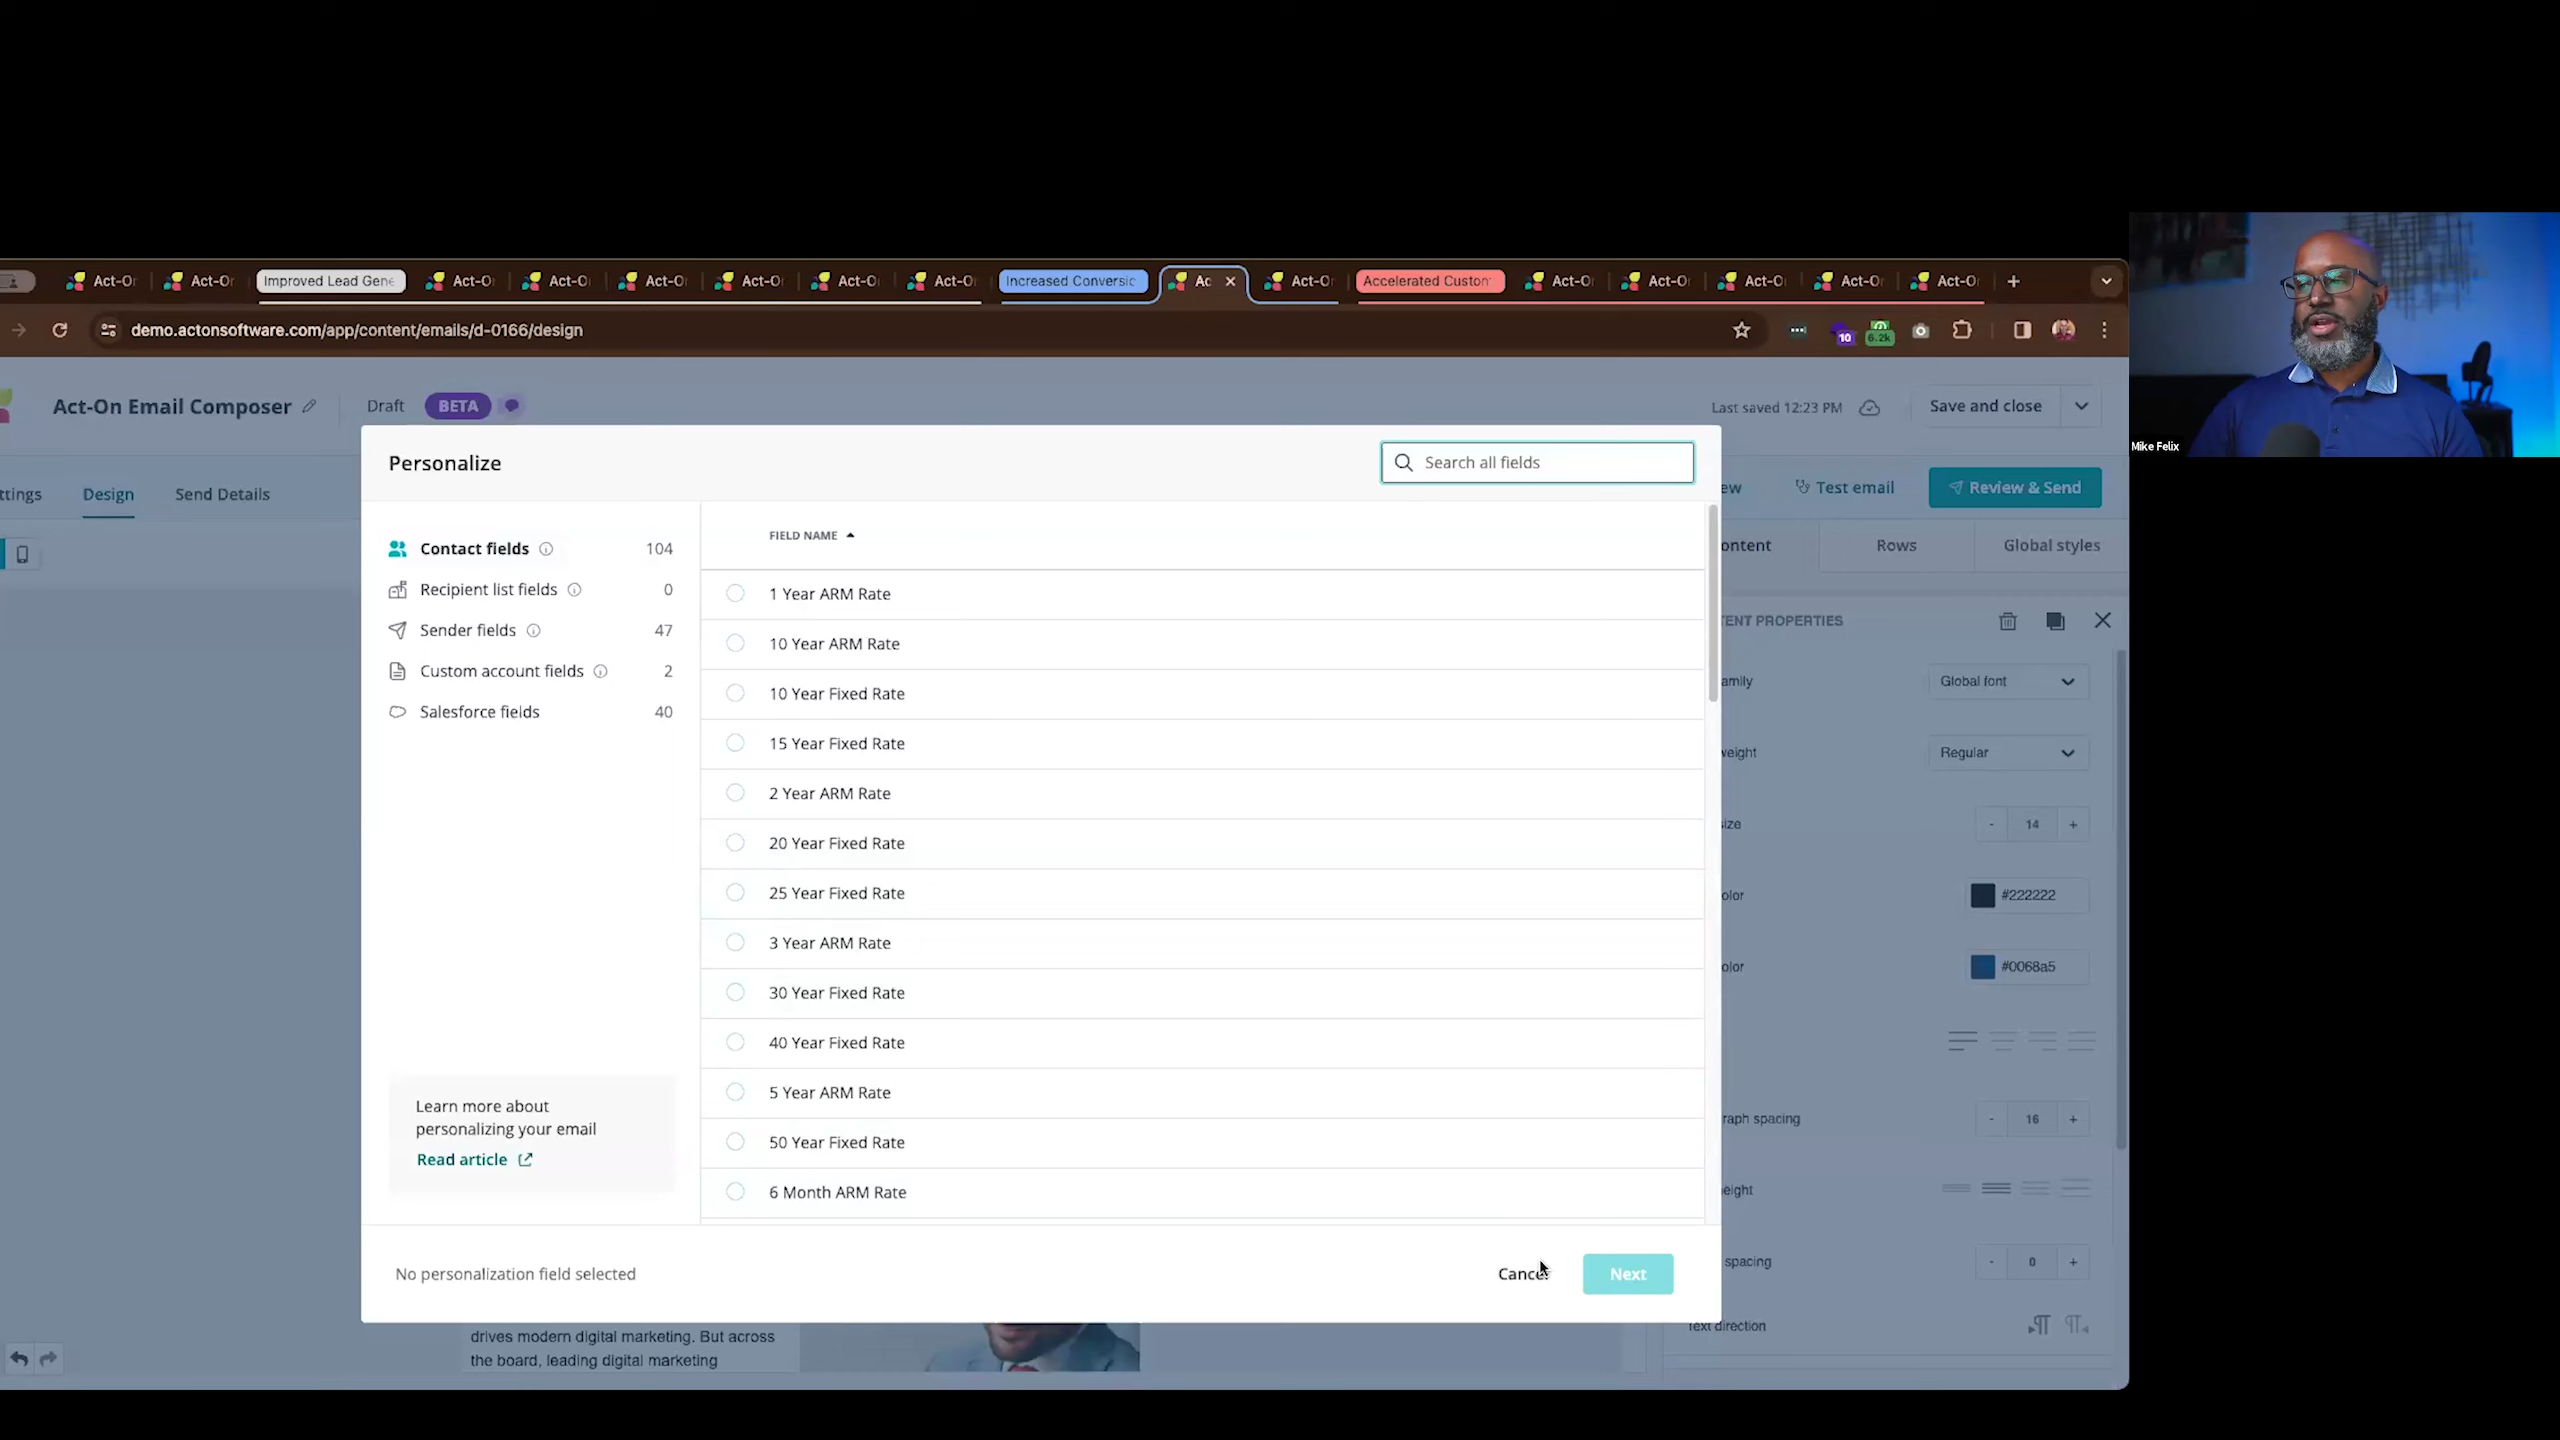 Act-Or
Act-Or
Improved Lead Gene
Act-O
Act-O
Act-O
Act-O
Act-O
Act-O
Increased Conversic
Ac
Act-O
Accelerated Custom
Act-O
Act-O
Act-O
Act-O
Act-O
demo.actonsoftware.com/app/content/emails/d-0166/design
10
6.2k
Act-On Email Composer
Draft
BETA
Last saved 12:23 PM
Save and close
ttings
Design
Send Details
ew
Test email
Review & Send
ontent
Rows
Global styles
Personalize
Search all fields
Contact fields 104
Recipient list fields 0
Sender fields 47
Custom account fields 2
Salesforce fields 40
FIELD NAME
1 Year ARM Rate
10 Year ARM Rate
10 Year Fixed Rate
15 Year Fixed Rate
2 Year ARM Rate
20 Year Fixed Rate
25 Year Fixed Rate
3 Year ARM Rate
30 Year Fixed Rate
40 Year Fixed Rate
5 Year ARM Rate
50 Year Fixed Rate
6 Month ARM Rate
Learn more about
personalizing your email
Read article
No personalization field selected
Cancel
Next
TENT PROPERTIES
amily
Global font
weight
Regular
size
- 14 +
olor
#222222
olor
#0068a5
raph spacing
- 16 +
eight
spacing
- 0 +
Text direction
drives modern digital marketing. But across
the board, leading digital marketing
Mike Felix